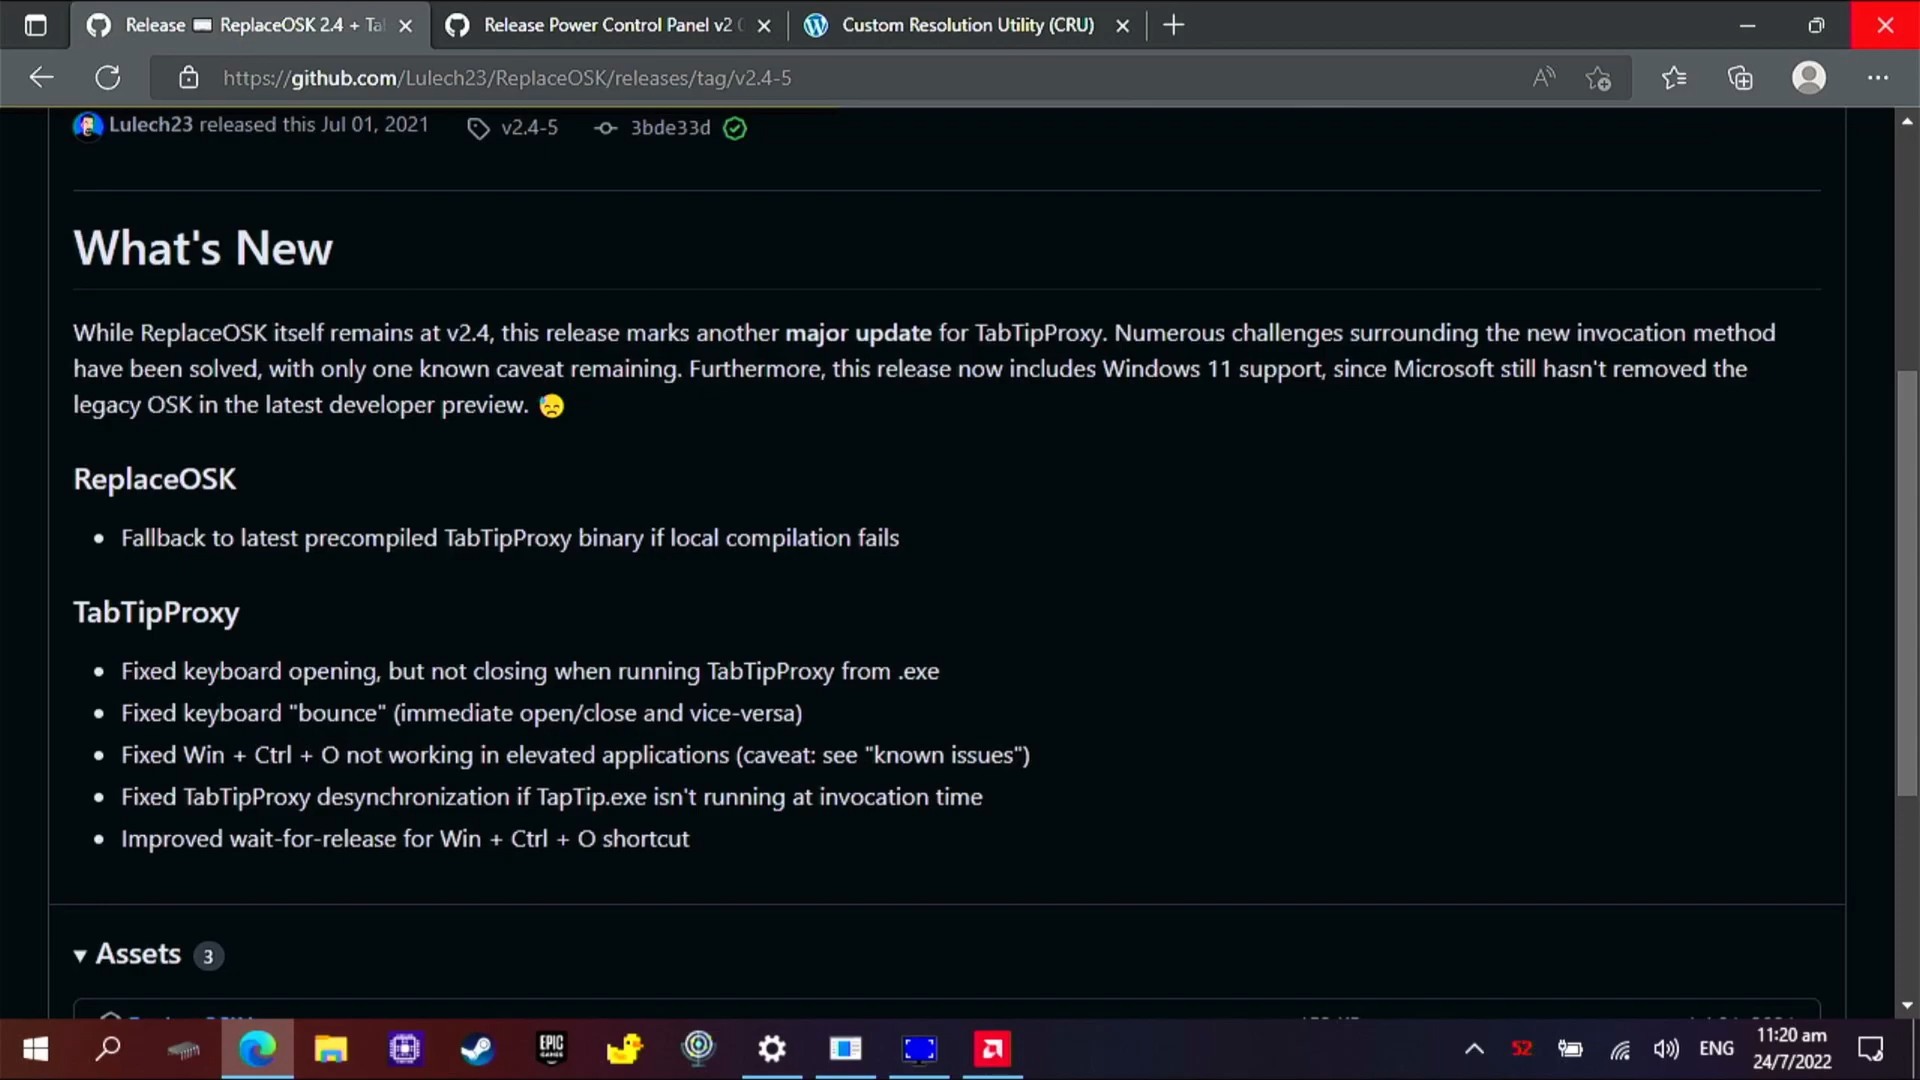 Release ⌨ ReplaceOSK 2.4 + Ta
Release Power Control Panel v2
Custom Resolution Utility (CRU)
https://github.com/Lulech23/ReplaceOSK/releases/tag/v2.4-5
Lulech23 released this Jul 01, 2021
v2.4-5
3bde33d
What's New
While ReplaceOSK itself remains at v2.4, this release marks another major update for TabTipProxy. Numerous challenges surrounding the new invocation method
have been solved, with only one known caveat remaining. Furthermore, this release now includes Windows 11 support, since Microsoft still hasn't removed the
legacy OSK in the latest developer preview. 😓
ReplaceOSK
• Fallback to latest precompiled TabTipProxy binary if local compilation fails
TabTipProxy
• Fixed keyboard opening, but not closing when running TabTipProxy from .exe
• Fixed keyboard "bounce" (immediate open/close and vice-versa)
• Fixed Win + Ctrl + O not working in elevated applications (caveat: see "known issues")
• Fixed TabTipProxy desynchronization if TapTip.exe isn't running at invocation time
• Improved wait-for-release for Win + Ctrl + O shortcut
Assets 3
EPIC
GAMES
52
ENG
11:20 am
24/7/2022